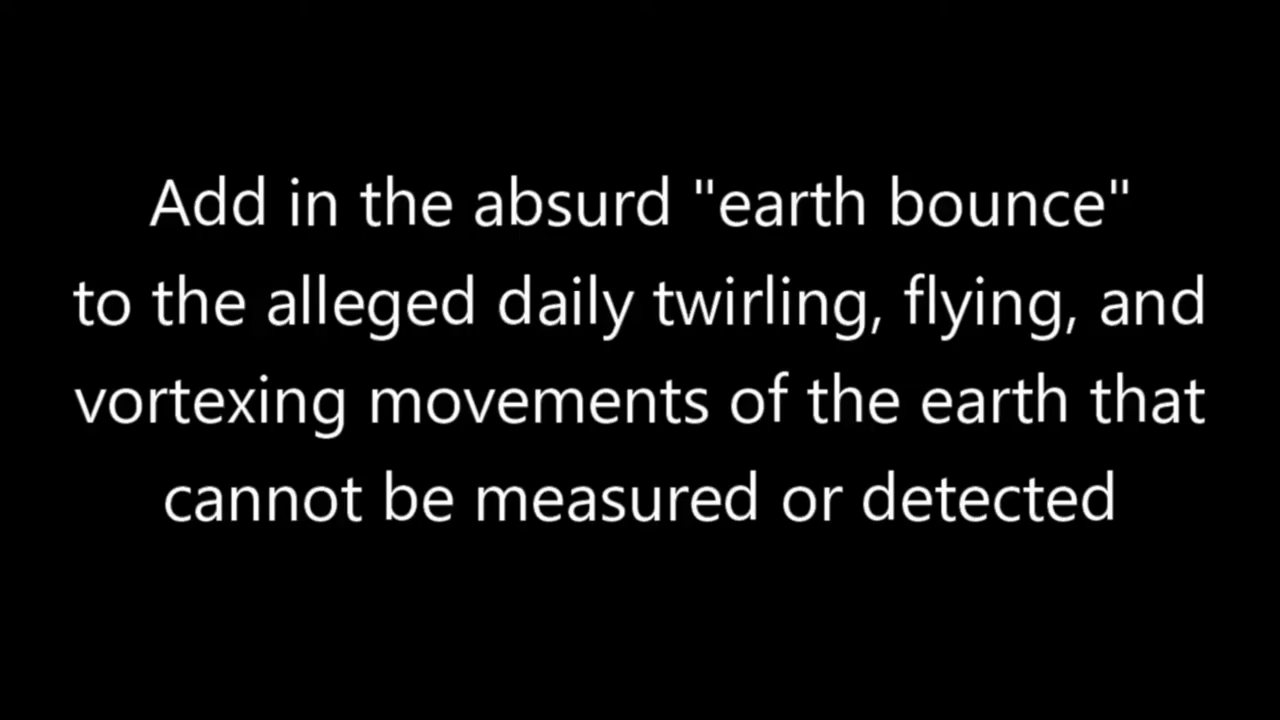 Add in the absurd "earth bounce"
to the alleged daily twirling, flying, and
vortexing movements of the earth that
cannot be measured or detected